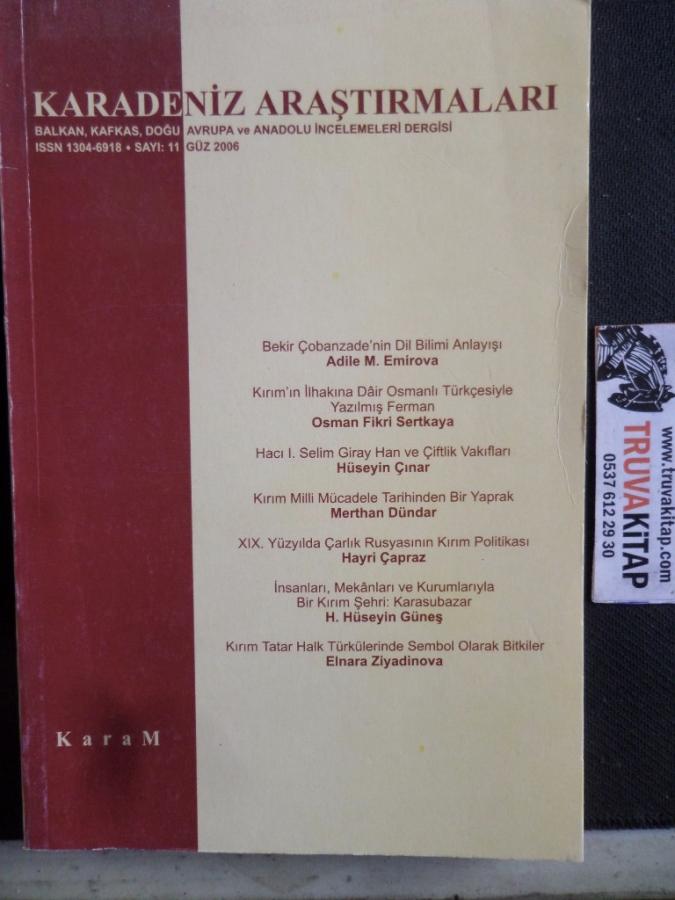 KARADENİZ ARAŞTIRMALARI
BALKAN, KAFKAS, DOĞU AVRUPA ve ANADOLU İNCELEMELERİ DERGİSİ
ISSN 1304-6918 • SAYI: 11 GÜZ 2006
Bekir Çobanzade'nin Dil Bilimi Anlayışı
Adile M. Emirova
Kırım'ın İlhakına Dâir Osmanlı Türkçesiyle
Yazılmış Ferman
Osman Fikri Sertkaya
Hacı I. Selim Giray Han ve Çiftlik Vakıfları
Hüseyin Çınar
Kırım Milli Mücadele Tarihinden Bir Yaprak
Merthan Dündar
XIX. Yüzyılda Çarlık Rusyasının Kırım Politikası
Hayri Çapraz
İnsanları, Mekânları ve Kurumlarıyla
Bir Kırım Şehri: Karasubazar
H. Hüseyin Güneş
Kırım Tatar Halk Türkülerinde Sembol Olarak Bitkiler
Elnara Ziyadinova
KaraM
www.truvakitap.com
TRUVAKİTAP
0537 612 29 30